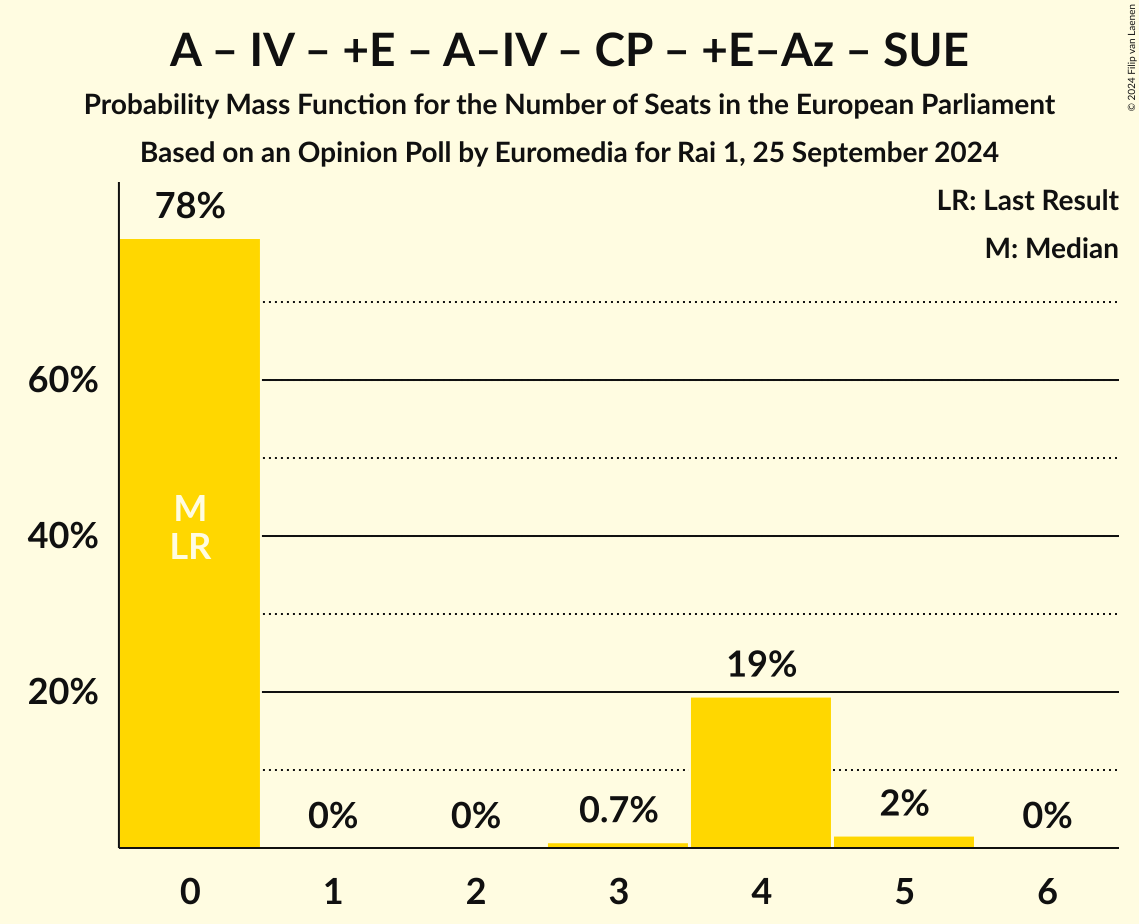 A – IV – +E – A–IV – CP – +E–Az – SUE
Probability Mass Function for the Number of Seats in the European Parliament
Based on an Opinion Poll by Euromedia for Rai 1, 25 September 2024
© 2024 Filip van Laenen
LR: Last Result
M: Median
78%
60%
40%
20%
M
LR
0%
0%
0.7%
19%
2%
0%
0
1
2
3
4
5
6